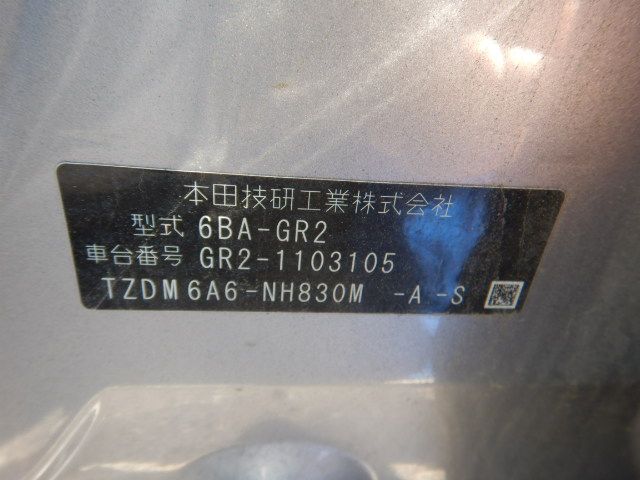 本田技研工業株式会社
型式 6BA-GR2
車台番号 GR2-1103105
TZDM6A6-NH830M -A-S